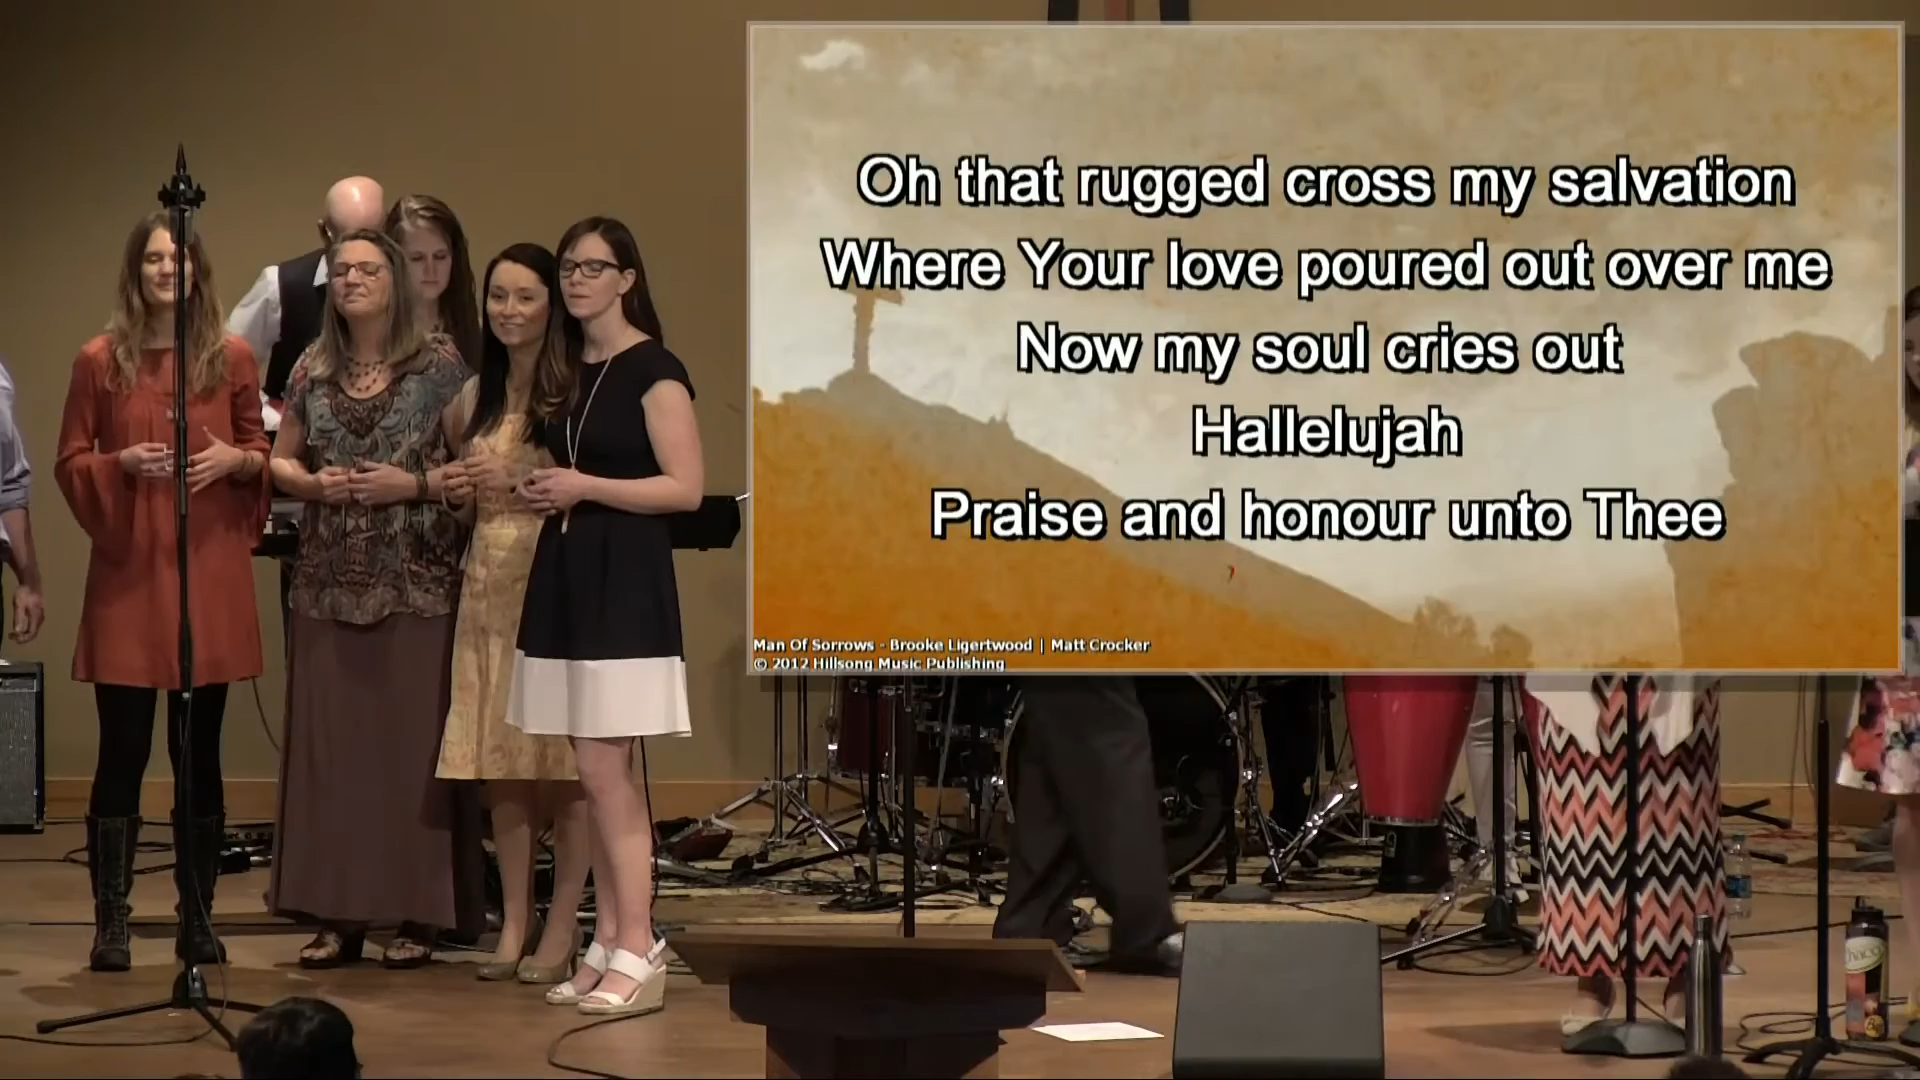 Oh that rugged cross my salvation
Where Your love poured out over me
Now my soul cries out
Hallelujah
Praise and honour unto Thee
Man Of Sorrows - Brooke Ligertwood | Matt Crocker
© 2012 Hillsong Music Publishing